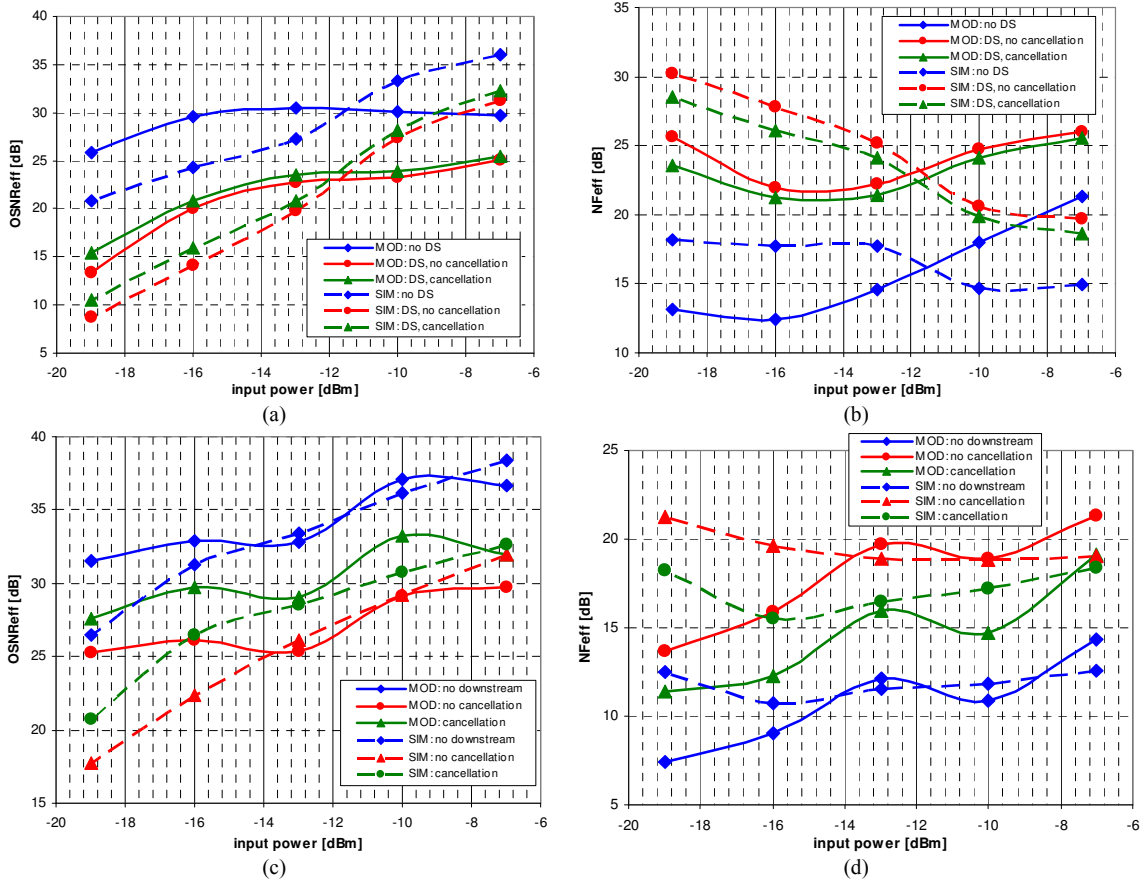 40
35
30
25
20
15
10
5
OSNReff [dB]
MOD: no DS
MOD: DS, no cancellation
MOD: DS, cancellation
SIM: no DS
SIM: DS, no cancellation
SIM: DS, cancellation
-20 -18 -16 -14 -12 -10 -8 -6
input power [dBm]
(a)
35
30
25
20
15
10
NFeff [dB]
MOD: no DS
MOD: DS, no cancellation
MOD: DS, cancellation
SIM: no DS
SIM: DS, no cancellation
SIM: DS, cancellation
-20 -18 -16 -14 -12 -10 -8 -6
input power [dBm]
(b)
40
35
30
25
20
15
OSNReff [dB]
MOD: no downstream
MOD: no cancellation
MOD: cancellation
SIM: no downstream
SIM: no cancellation
SIM: cancellation
-20 -18 -16 -14 -12 -10 -8 -6
input power [dBm]
(c)
25
20
15
10
5
NFeff [dB]
MOD: no downstream
MOD: no cancellation
MOD: cancellation
SIM: no downstream
SIM: no cancellation
SIM: cancellation
-20 -18 -16 -14 -12 -10 -8 -6
input power [dBm]
(d)